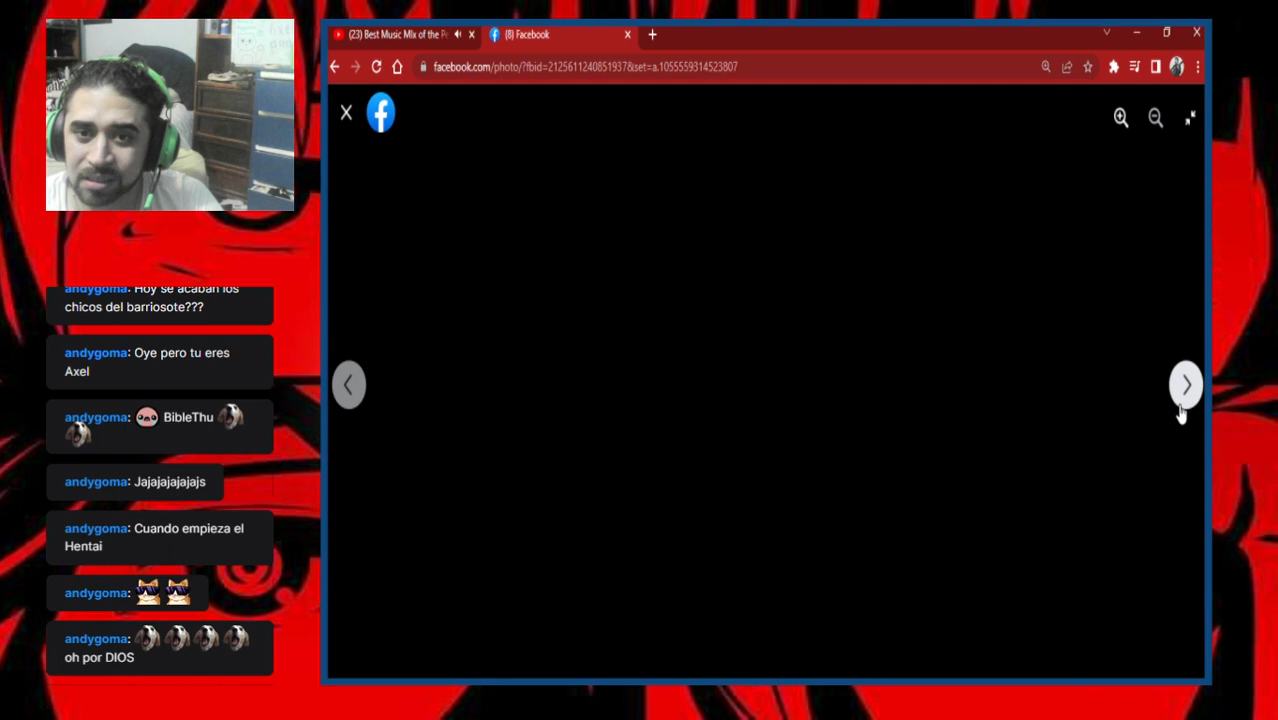 (23) Best Music MIx of the P
(8) Facebook
facebook.com/photo/?fbid=2125611240851937&set=a.1055559314523807
andygoma: Hoy se acaban los
chicos del barriosote???
andygoma: Oye pero tu eres
Axel
andygoma: BibleThu
andygoma: Jajajajajajajs
andygoma: Cuando empieza el
Hentai
andygoma:
andygoma:
oh por DIOS